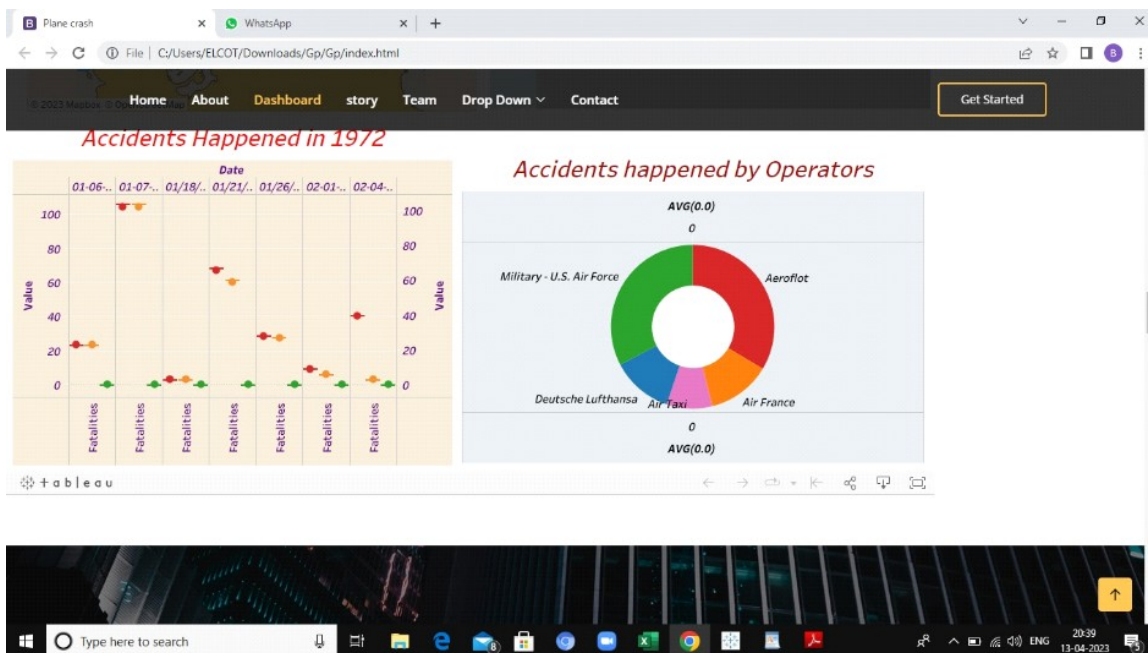 Plane crash
WhatsApp
File | C:/Users/ELCOT/Downloads/Gp/Gp/index.html
B
Home About Dashboard story Team Drop Down Contact Get Started
Accidents Happened in 1972
Date
01-06-.. 01-07-.. 01/18/.. 01/21/.. 01/26/.. 02-01-.. 02-04-..
100 100
80 80
60 60
40 40
20 20
0 0
Value
Value
Fatalities Fatalities Fatalities Fatalities Fatalities Fatalities Fatalities
Accidents happened by Operators
AVG(0.0)
0
Military - U.S. Air Force
Aeroflot
Deutsche Lufthansa
Air Taxi
Air France
0
AVG(0.0)
+ableau
Type here to search
8
ENG
20:39
13-04-2023